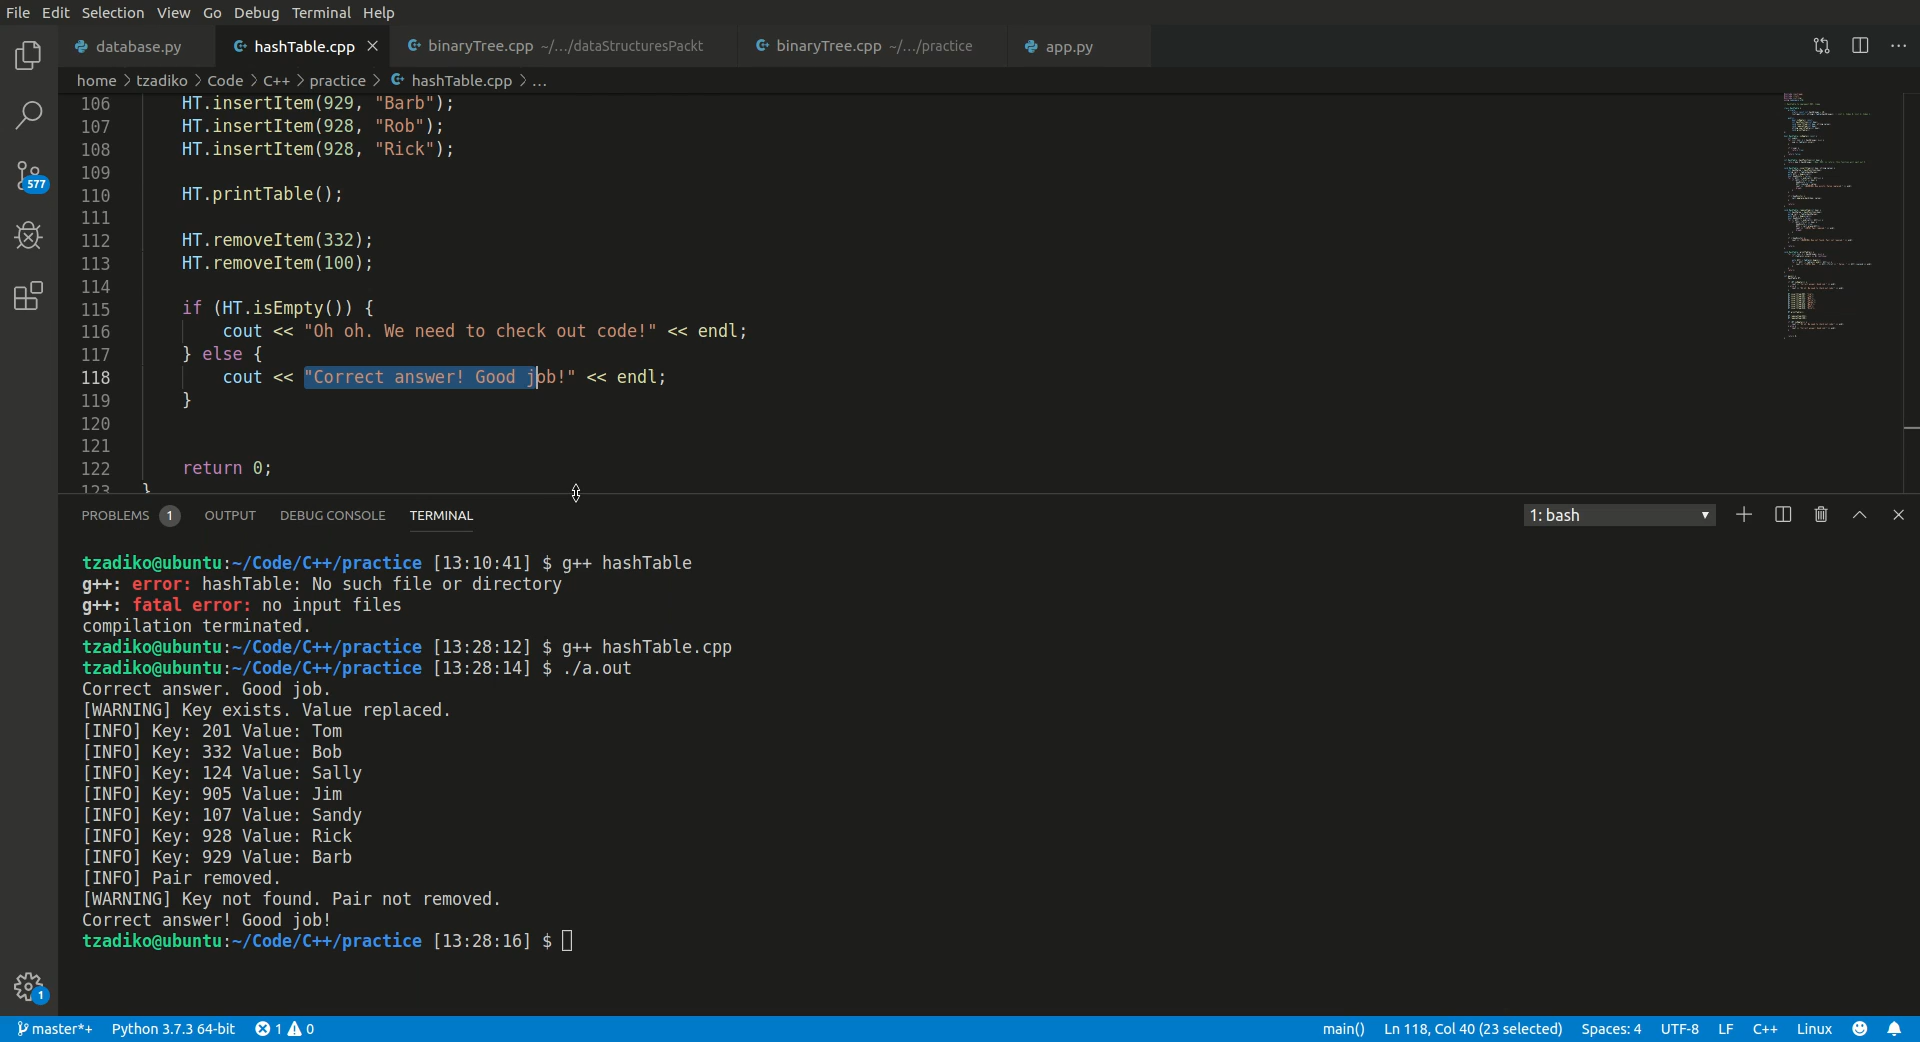 File Edit Selection View Go Debug Terminal Help
database.py hashTable.cpp binaryTree.cpp ~/.../dataStructuresPackt binaryTree.cpp ~/.../practice app.py
home > tzadiko > Code > C++ > practice > hashTable.cpp > ...
106 HT.insertItem(929, "Barb");
107 HT.insertItem(928, "Rob");
108 HT.insertItem(928, "Rick");
109
110 HT.printTable();
111
112 HT.removeItem(332);
113 HT.removeItem(100);
114
115 if (HT.isEmpty()) {
116 cout << "Oh oh. We need to check out code!" << endl;
117 } else {
118 cout << "Correct answer! Good job!" << endl;
119 }
120
121
122 return 0;
123 }
577
PROBLEMS 1 OUTPUT DEBUG CONSOLE TERMINAL 1: bash
tzadiko@ubuntu:~/Code/C++/practice [13:10:41] $ g++ hashTable
g++: error: hashTable: No such file or directory
g++: fatal error: no input files
compilation terminated.
tzadiko@ubuntu:~/Code/C++/practice [13:28:12] $ g++ hashTable.cpp
tzadiko@ubuntu:~/Code/C++/practice [13:28:14] $ ./a.out
Correct answer. Good job.
[WARNING] Key exists. Value replaced.
[INFO] Key: 201 Value: Tom
[INFO] Key: 332 Value: Bob
[INFO] Key: 124 Value: Sally
[INFO] Key: 905 Value: Jim
[INFO] Key: 107 Value: Sandy
[INFO] Key: 928 Value: Rick
[INFO] Key: 929 Value: Barb
[INFO] Pair removed.
[WARNING] Key not found. Pair not removed.
Correct answer! Good job!
tzadiko@ubuntu:~/Code/C++/practice [13:28:16] $
1
master*+ Python 3.7.3 64-bit 1 0 main() Ln 118, Col 40 (23 selected) Spaces: 4 UTF-8 LF C++ Linux